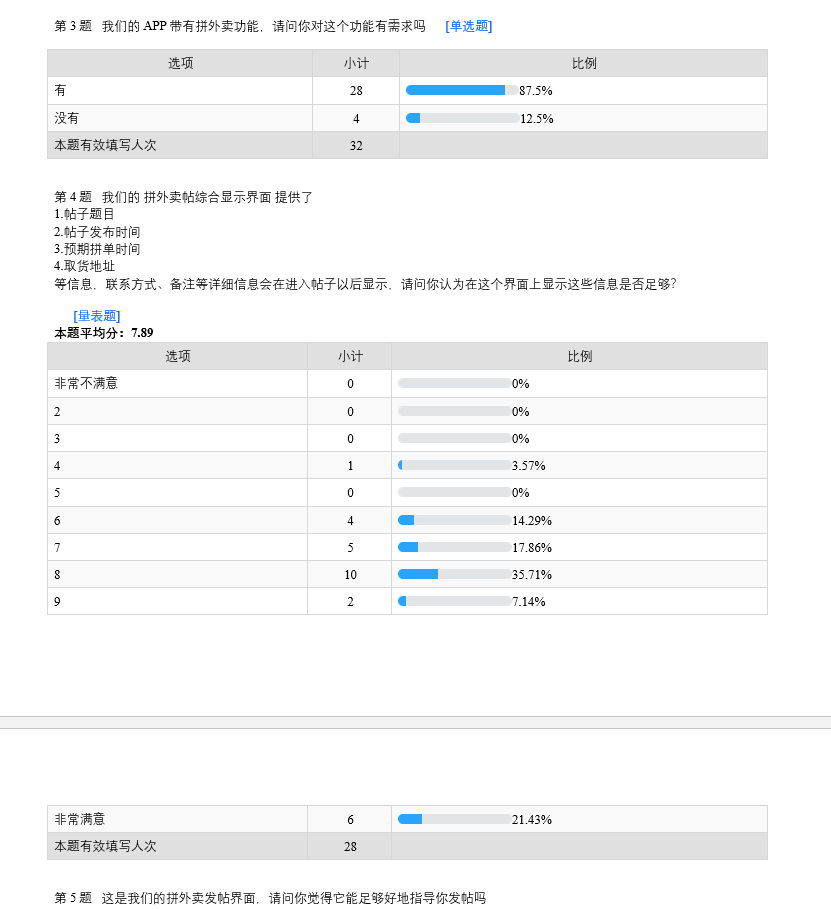 第 3 题 我们的 APP 带有拼外卖功能，请问你对这个功能有需求吗 [单选题]
选项 小计 比例
有 28 87.5%
没有 4 12.5%
本题有效填写人次 32
第 4 题 我们的 拼外卖帖综合显示界面 提供了
1.帖子题目
2.帖子发布时间
3.预期拼单时间
4.取货地址
等信息，联系方式、备注等详细信息会在进入帖子以后显示，请问你认为在这个界面上显示这些信息是否足够？
[量表题]
本题平均分：7.89
选项 小计 比例
非常不满意 0 0%
2 0 0%
3 0 0%
4 1 3.57%
5 0 0%
6 4 14.29%
7 5 17.86%
8 10 35.71%
9 2 7.14%
非常满意 6 21.43%
本题有效填写人次 28
第 5 题 这是我们的拼外卖发帖界面，请问你觉得它能足够好地指导你发帖吗